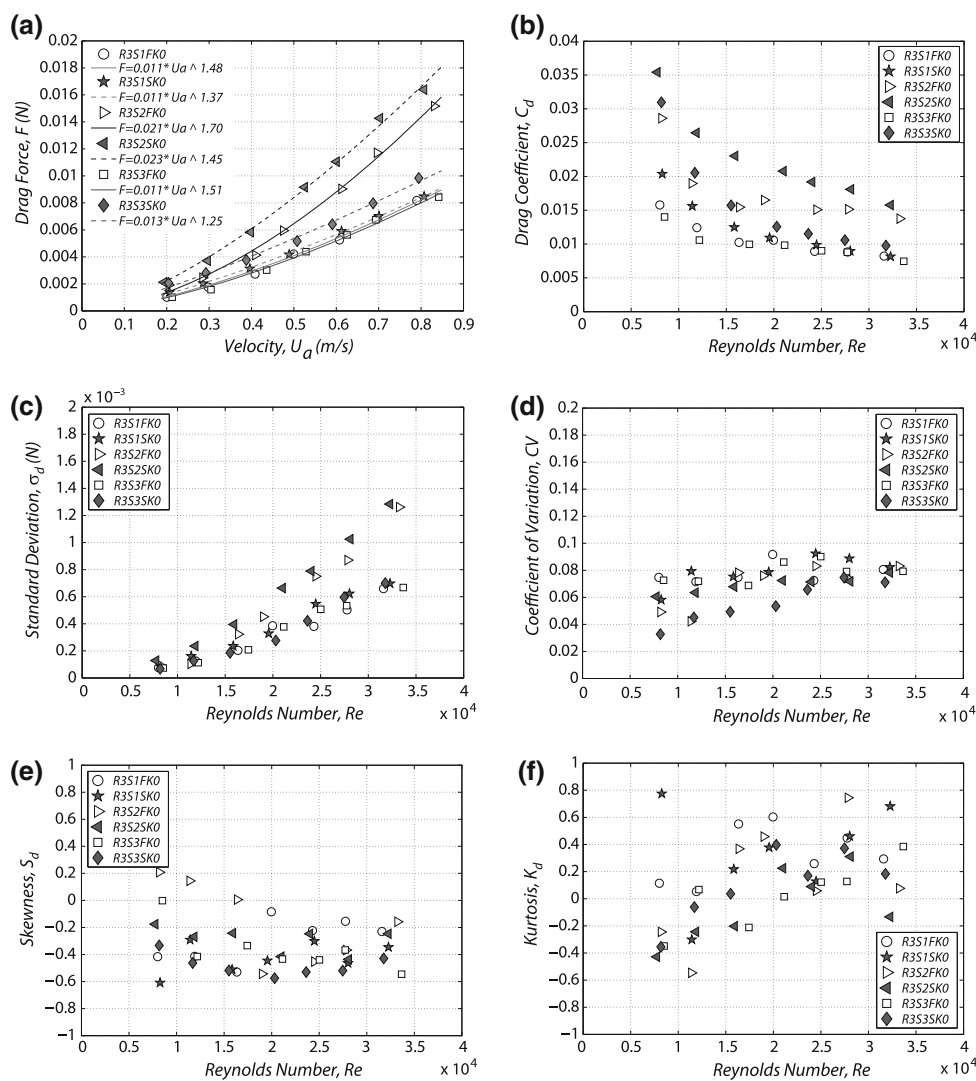 (a)
0.02
0.018
0.016
0.014
0.012
0.01
0.008
0.006
0.004
0.002
0
Drag Force, F (N)
R3S1FK0
F=0.011* Ua ^ 1.48
R3S1SK0
F=0.011* Ua ^ 1.37
R3S2FK0
F=0.021* Ua ^ 1.70
R3S2SK0
F=0.023* Ua ^ 1.45
R3S3FK0
F=0.011* Ua ^ 1.51
R3S3SK0
F=0.013* Ua ^ 1.25
0 0.1 0.2 0.3 0.4 0.5 0.6 0.7 0.8 0.9
Velocity, Ua (m/s)
(b)
0.04
0.035
0.03
0.025
0.02
0.015
0.01
0.005
0
Drag Coefficient, Cd
R3S1FK0
R3S1SK0
R3S2FK0
R3S2SK0
R3S3FK0
R3S3SK0
0 0.5 1 1.5 2 2.5 3 3.5 4
x 10⁴
Reynolds Number, Re
(c)
x 10⁻³
2
1.8
1.6
1.4
1.2
1
0.8
0.6
0.4
0.2
0
Standard Deviation, σd (N)
R3S1FK0
R3S1SK0
R3S2FK0
R3S2SK0
R3S3FK0
R3S3SK0
0 0.5 1 1.5 2 2.5 3 3.5 4
x 10⁴
Reynolds Number, Re
(d)
0.2
0.18
0.16
0.14
0.12
0.1
0.08
0.06
0.04
0.02
0
Coefficient of Variation, CV
R3S1FK0
R3S1SK0
R3S2FK0
R3S2SK0
R3S3FK0
R3S3SK0
0 0.5 1 1.5 2 2.5 3 3.5 4
x 10⁴
Reynolds Number, Re
(e)
1
0.8
0.6
0.4
0.2
0
−0.2
−0.4
−0.6
−0.8
−1
Skewness, Sd
R3S1FK0
R3S1SK0
R3S2FK0
R3S2SK0
R3S3FK0
R3S3SK0
0 0.5 1 1.5 2 2.5 3 3.5 4
x 10⁴
Reynolds Number, Re
(f)
1
0.8
0.6
0.4
0.2
0
−0.2
−0.4
−0.6
−0.8
−1
Kurtosis, Kd
R3S1FK0
R3S1SK0
R3S2FK0
R3S2SK0
R3S3FK0
R3S3SK0
0 0.5 1 1.5 2 2.5 3 3.5 4
x 10⁴
Reynolds Number, Re